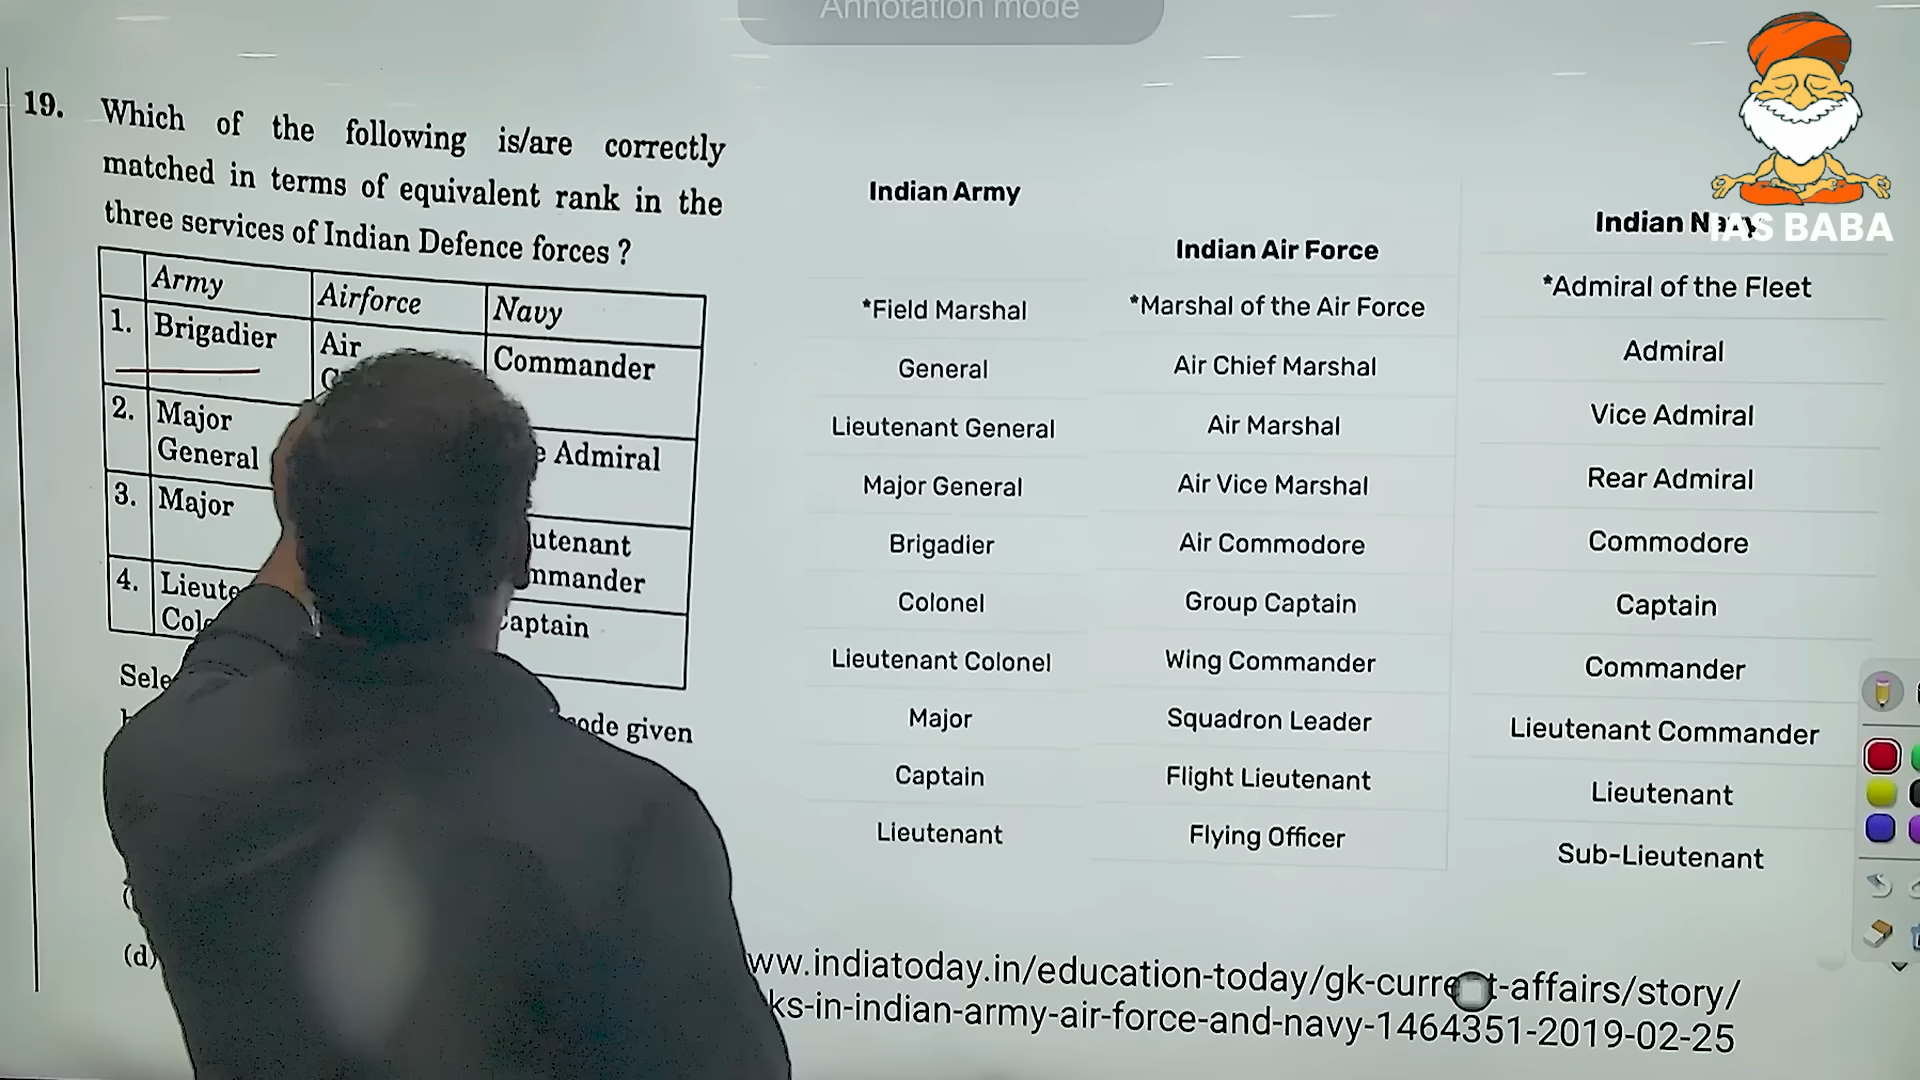 Annotation mode
19. Which of the following is/are correctly
matched in terms of equivalent rank in the
three services of Indian Defence forces ?
Army Airforce Navy
1. Brigadier Air Commander
2. Major General Admiral
3. Major
4.
aptain
ode given
(d)
Indian Army
*Field Marshal
General
Lieutenant General
Major General
Brigadier
Colonel
Lieutenant Colonel
Major
Captain
Lieutenant
Indian Air Force
*Marshal of the Air Force
Air Chief Marshal
Air Marshal
Air Vice Marshal
Air Commodore
Group Captain
Wing Commander
Squadron Leader
Flight Lieutenant
Flying Officer
Indian
*Admiral of the Fleet
Admiral
Vice Admiral
Rear Admiral
Commodore
Captain
Commander
Lieutenant Commander
Lieutenant
Sub-Lieutenant
IAS BABA
ww.indiatoday.in/education-today/gk-curre t-affairs/story/
ks-in-indian-army-air-force-and-navy-1464351-2019-02-25